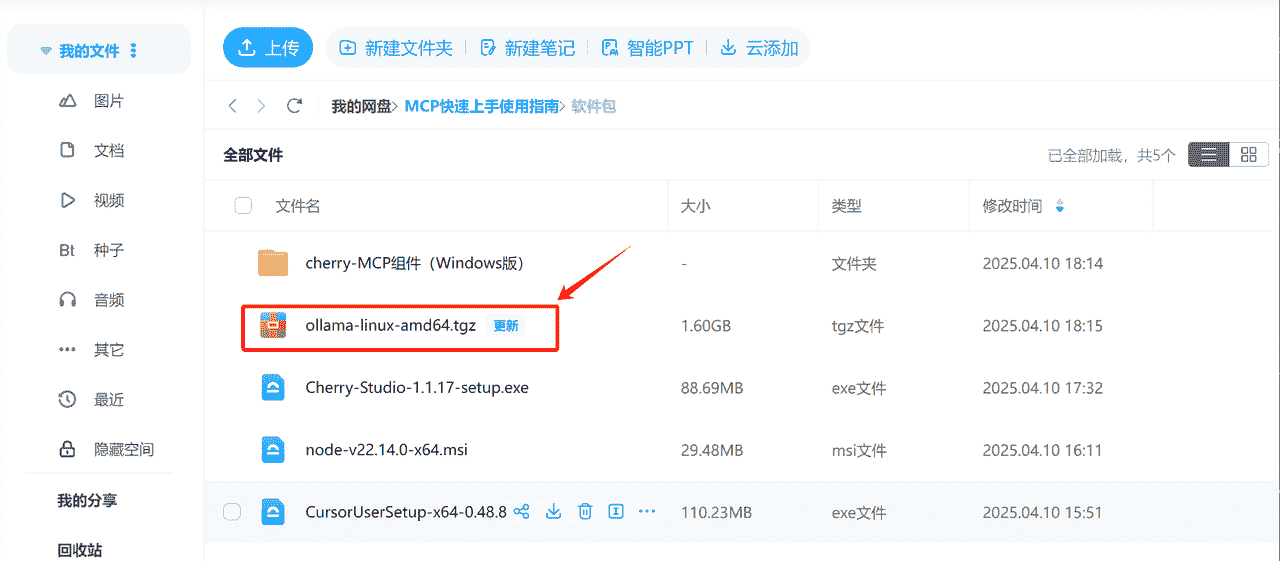 我的文件
图片
文档
视频
Bt 种子
音频
其它
最近
隐藏空间
我的分享
回收站
上传 新建文件夹 新建笔记 智能PPT 云添加
我的网盘> MCP快速上手使用指南> 软件包
全部文件 已全部加载，共5个
文件名 大小 类型 修改时间
cherry-MCP组件（Windows版） - 文件夹 2025.04.10 18:14
ollama-linux-amd64.tgz 更新 1.60GB tgz文件 2025.04.10 18:15
Cherry-Studio-1.1.17-setup.exe 88.69MB exe文件 2025.04.10 17:32
node-v22.14.0-x64.msi 29.48MB msi文件 2025.04.10 16:11
CursorUserSetup-x64-0.48.8 110.23MB exe文件 2025.04.10 15:51